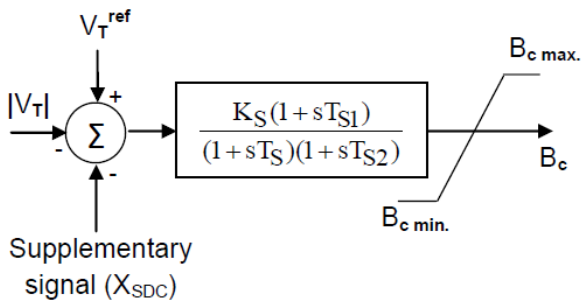 V_T^ref
|V_T|
+
-
Σ
-
K_S(1+sT_S1)
(1+sT_S)(1+sT_S2)
B_c max.
B_c
B_c min.
Supplementary
signal (X_SDC)